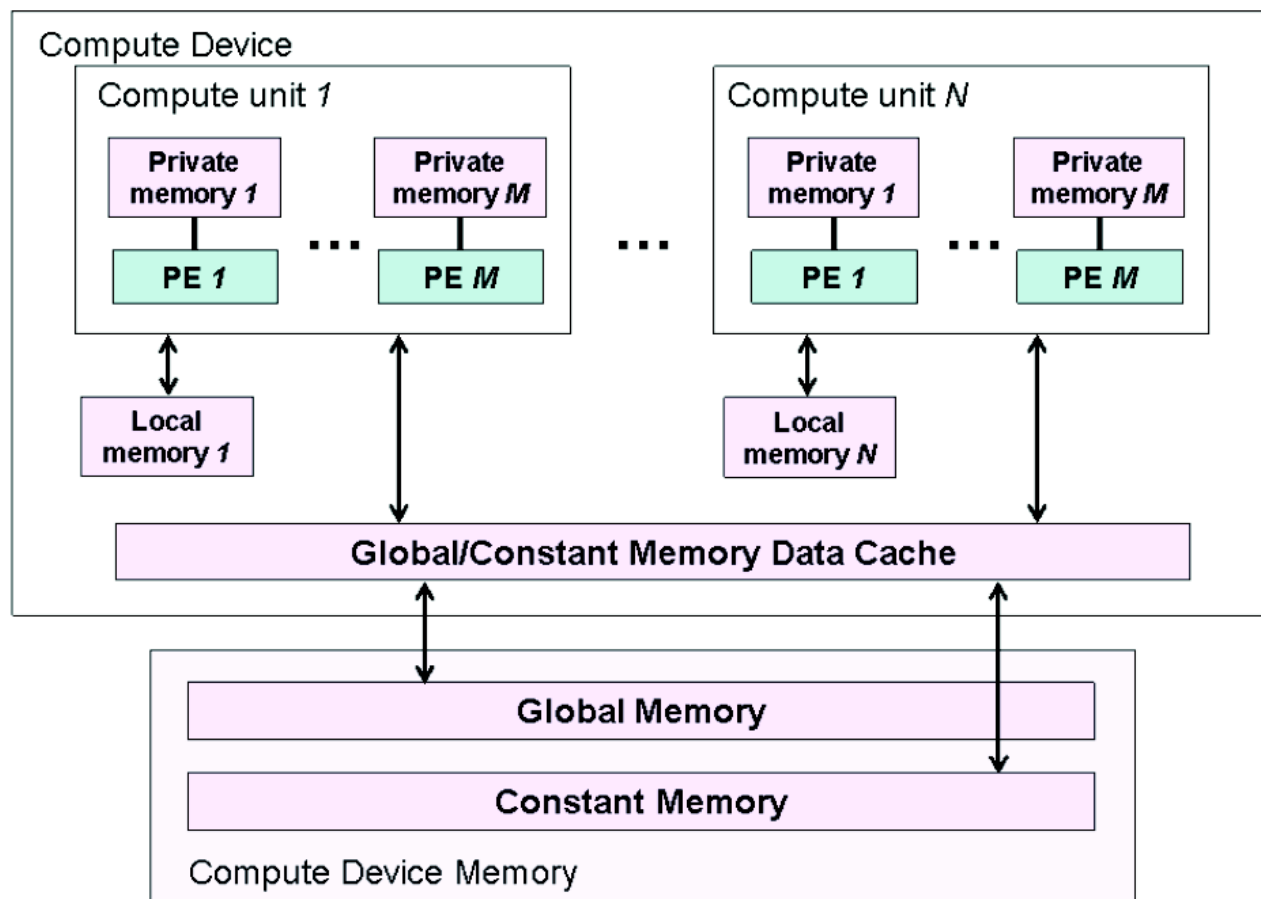 Compute Device
Compute unit 1
Compute unit N
Private
memory 1
Private
memory M
Private
memory 1
Private
memory M
...
...
...
PE 1
PE M
PE 1
PE M
Local
memory 1
Local
memory N
Global/Constant Memory Data Cache
Global Memory
Constant Memory
Compute Device Memory